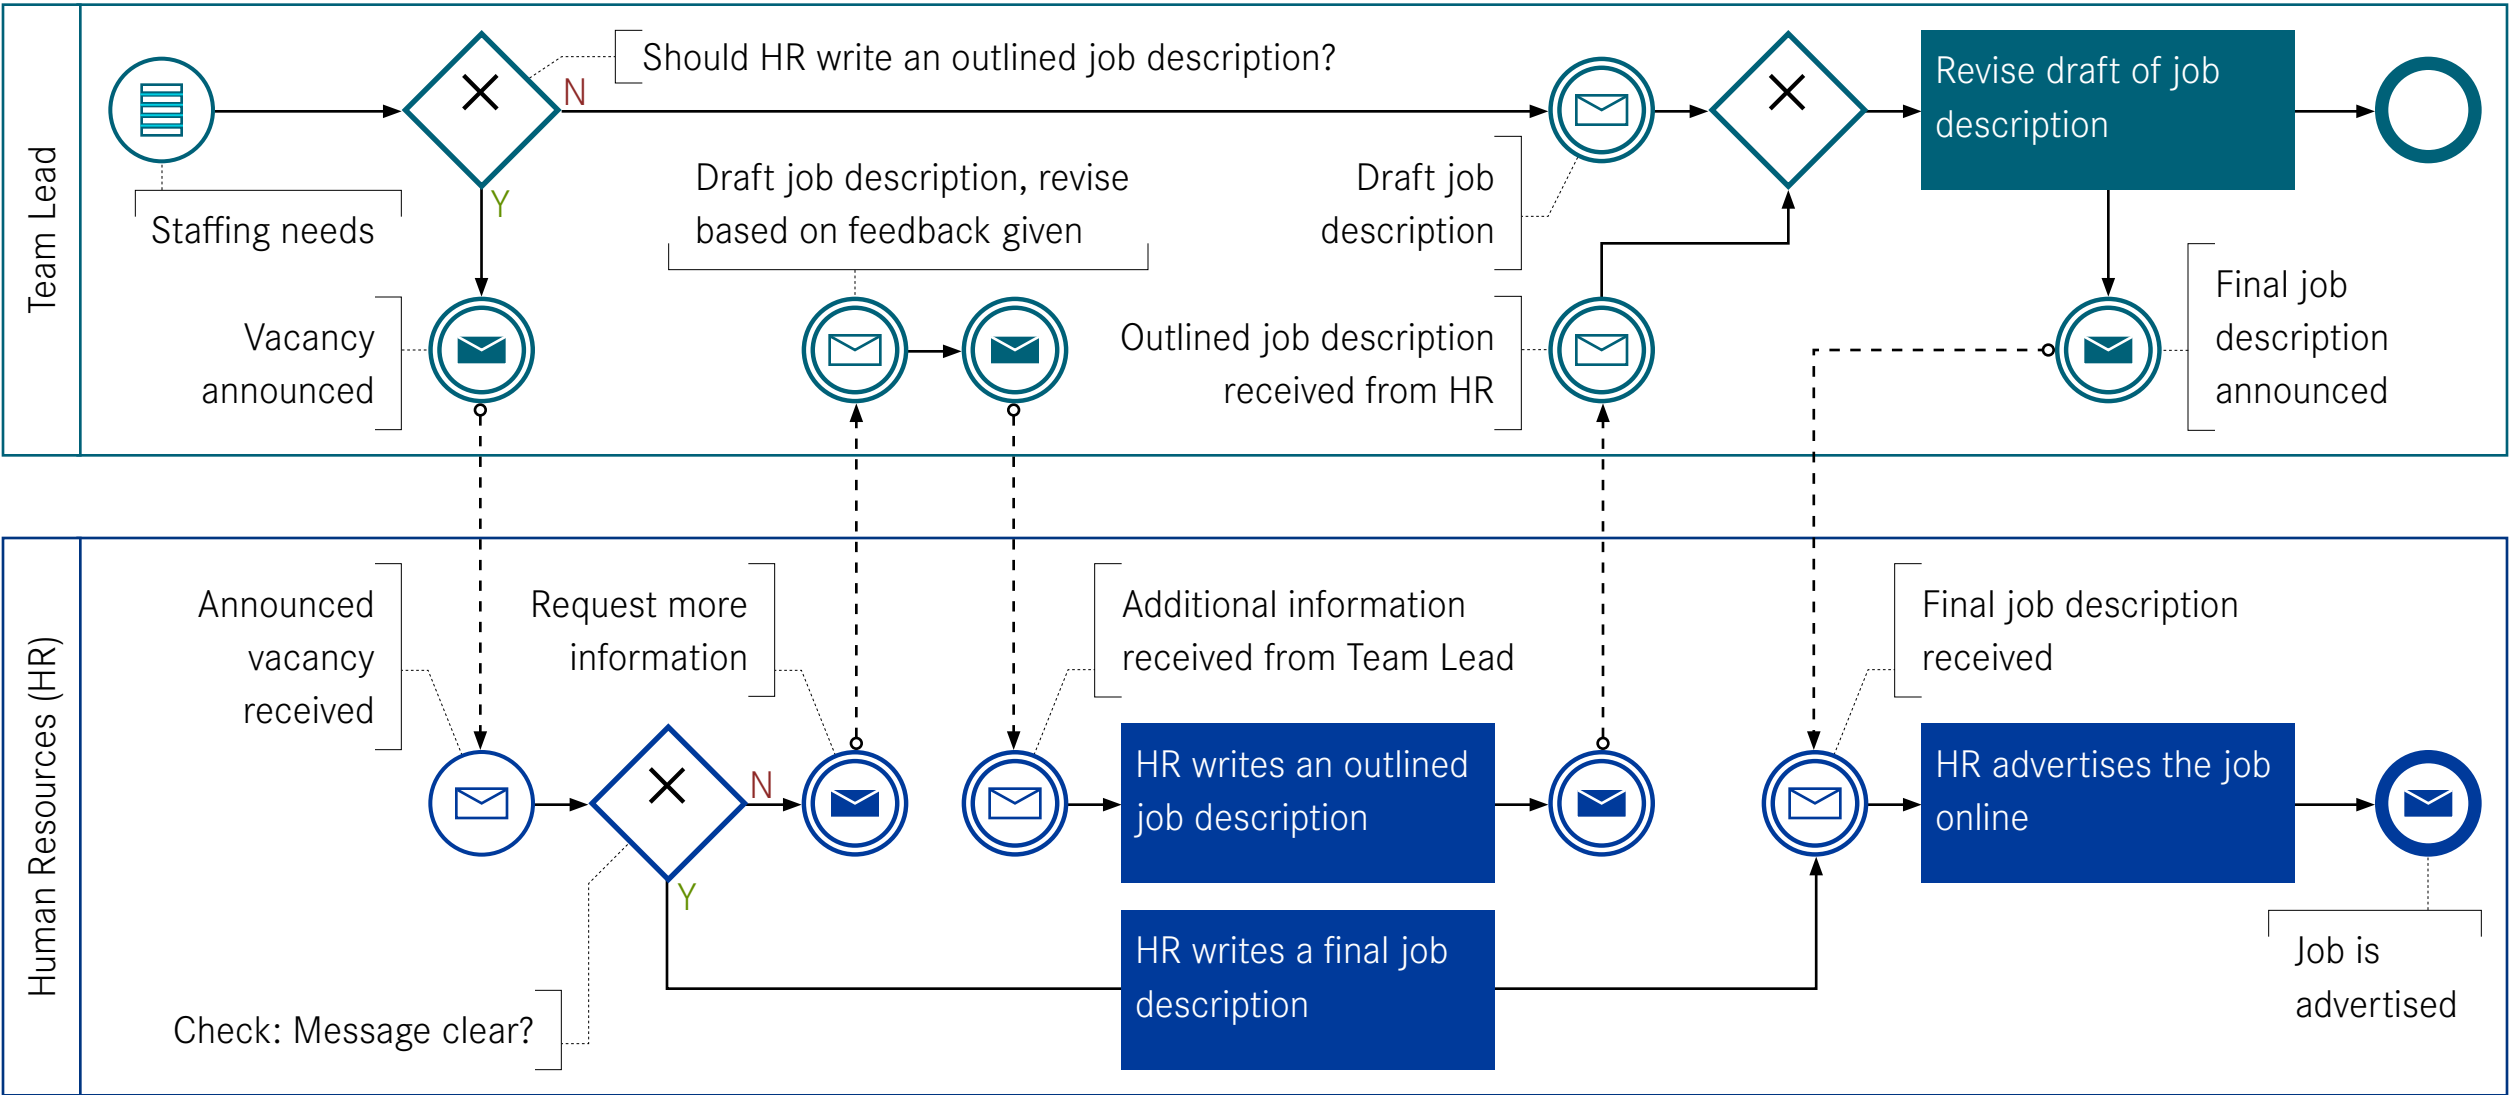 Team Lead
Should HR write an outlined job description?
N
Y
Staffing needs
Vacancy
announced
Draft job description, revise
based on feedback given
Draft job
description
Outlined job description
received from HR
Revise draft of job
description
Final job
description
announced
Human Resources (HR)
Announced
vacancy
received
Check: Message clear?
N
Y
Request more
information
Additional information
received from Team Lead
HR writes an outlined
job description
HR writes a final job
description
Final job description
received
HR advertises the job
online
Job is
advertised